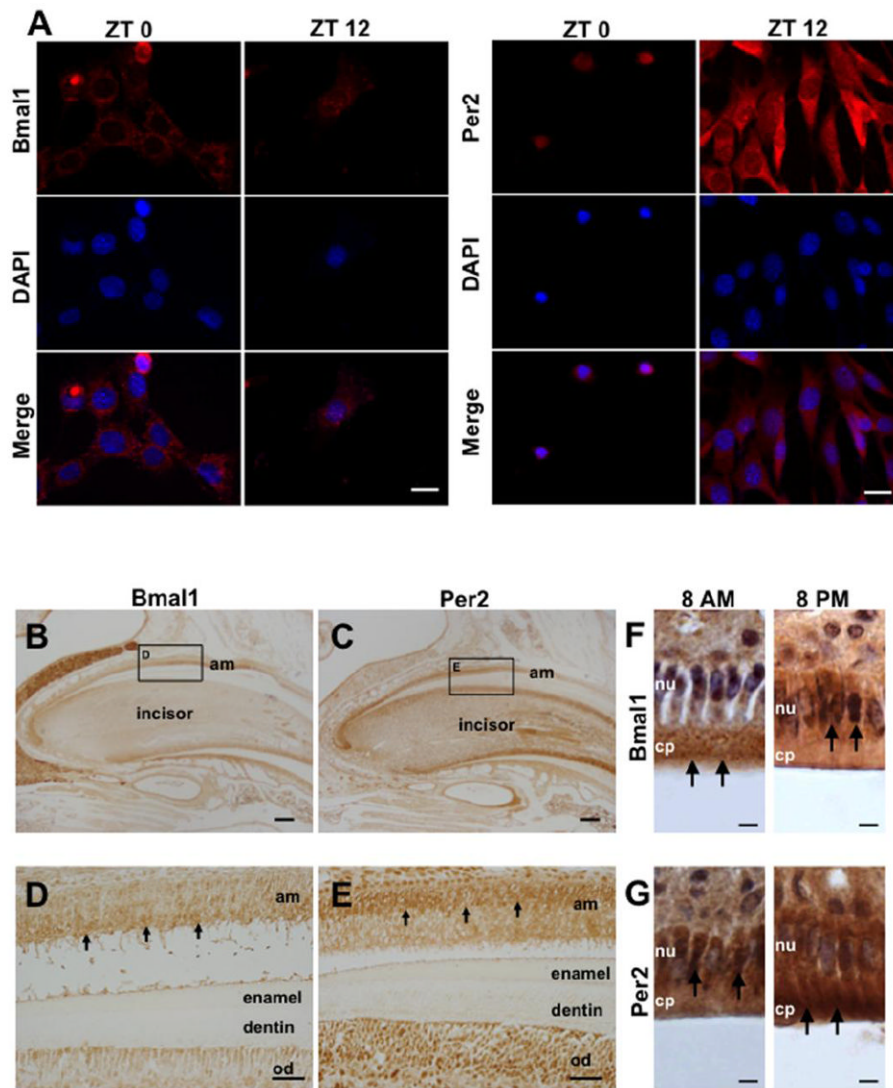 A
ZT 0 ZT 12 ZT 0 ZT 12
Bmal1 Per2
DAPI DAPI
Merge Merge
Bmal1 Per2 8 AM 8 PM
B D am incisor
C E am incisor
F Bmal1 nu cp nu cp
D am enamel dentin od
E am enamel dentin od
G Per2 nu cp nu cp